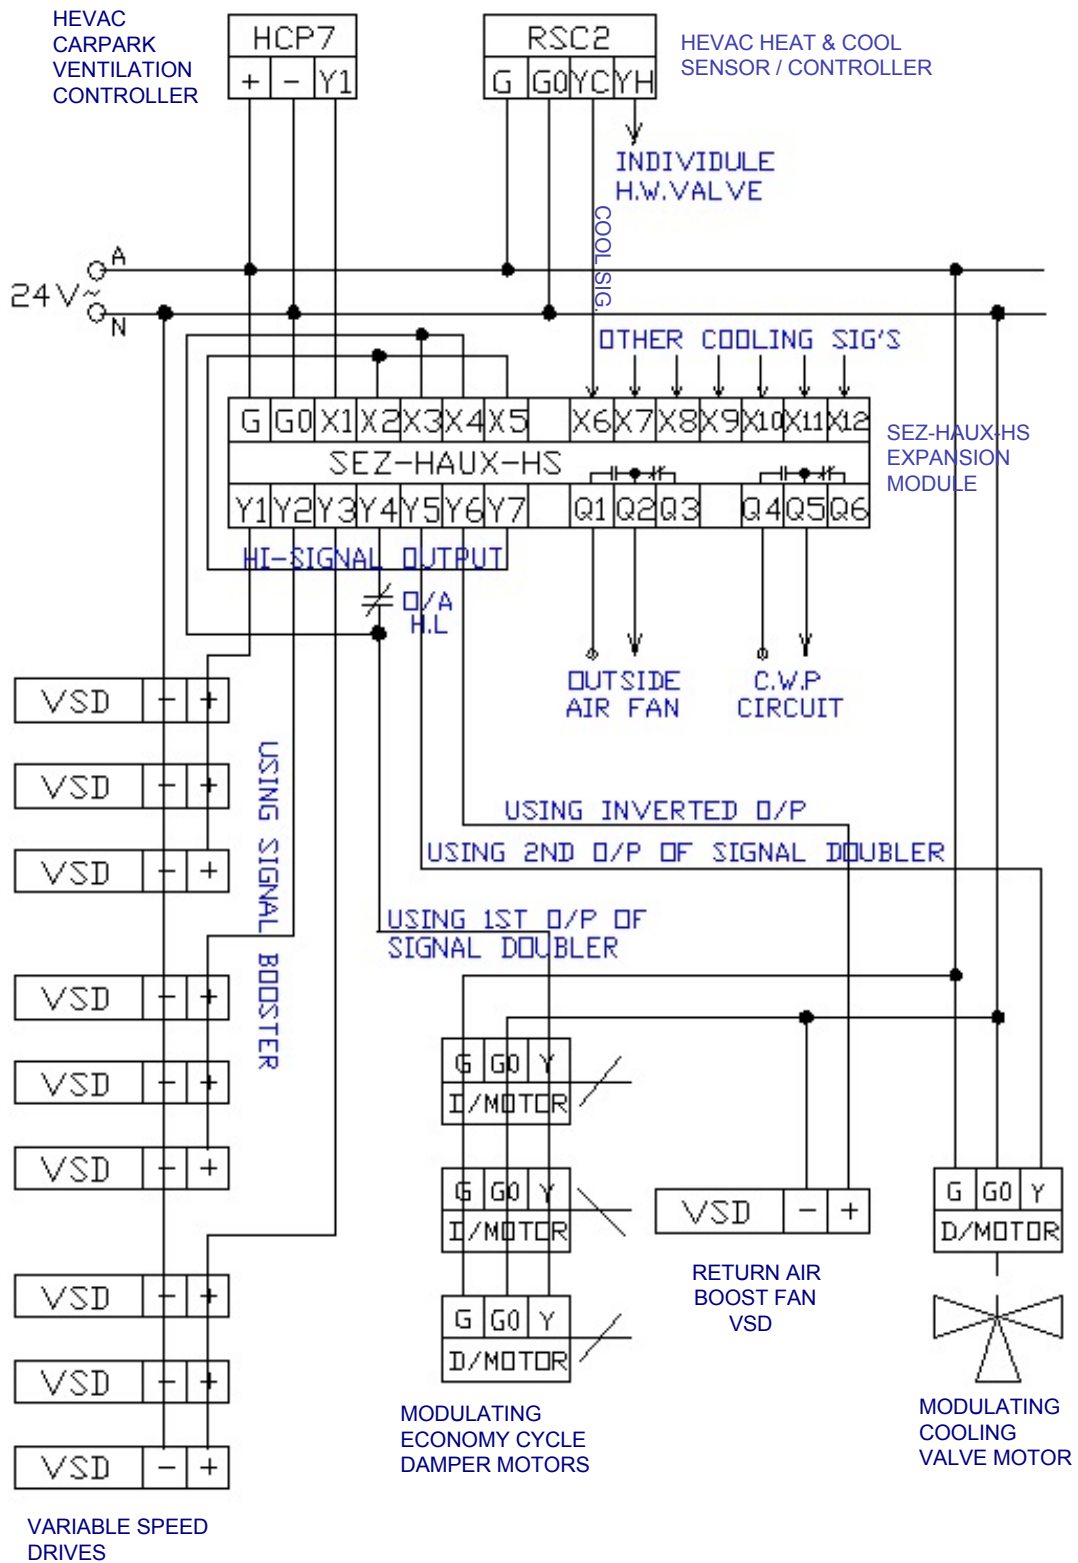 HEVAC
CARPARK
VENTILATION
CONTROLLER
HCP7
+ - Y1
RSC2
G G0 YC YH
HEVAC HEAT & COOL
SENSOR / CONTROLLER
INDIVIDULE
H.W.VALVE
COOL SIG.
A
24V~
N
OTHER COOLING SIG'S
G G0 X1 X2 X3 X4 X5 X6 X7 X8 X9 X10 X11 X12
SEZ-HAUX-HS
Y1 Y2 Y3 Y4 Y5 Y6 Y7 Q1 Q2 Q3 Q4 Q5 Q6
SEZ-HAUX-HS
EXPANSION
MODULE
HI-SIGNAL OUTPUT
O/A
H.L
OUTSIDE
AIR FAN
C.W.P
CIRCUIT
VSD - +
VSD - +
VSD - +
USING SIGNAL BOOSTER
USING INVERTED O/P
USING 2ND O/P OF SIGNAL DOUBLER
USING 1ST O/P OF
SIGNAL DOUBLER
VSD - +
VSD - +
VSD - +
G G0 Y
D/MOTOR
G G0 Y
D/MOTOR
G G0 Y
D/MOTOR
VSD - +
RETURN AIR
BOOST FAN
VSD
G G0 Y
D/MOTOR
VSD - +
VSD - +
VSD - +
MODULATING
ECONOMY CYCLE
DAMPER MOTORS
MODULATING
COOLING
VALVE MOTOR
VARIABLE SPEED
DRIVES